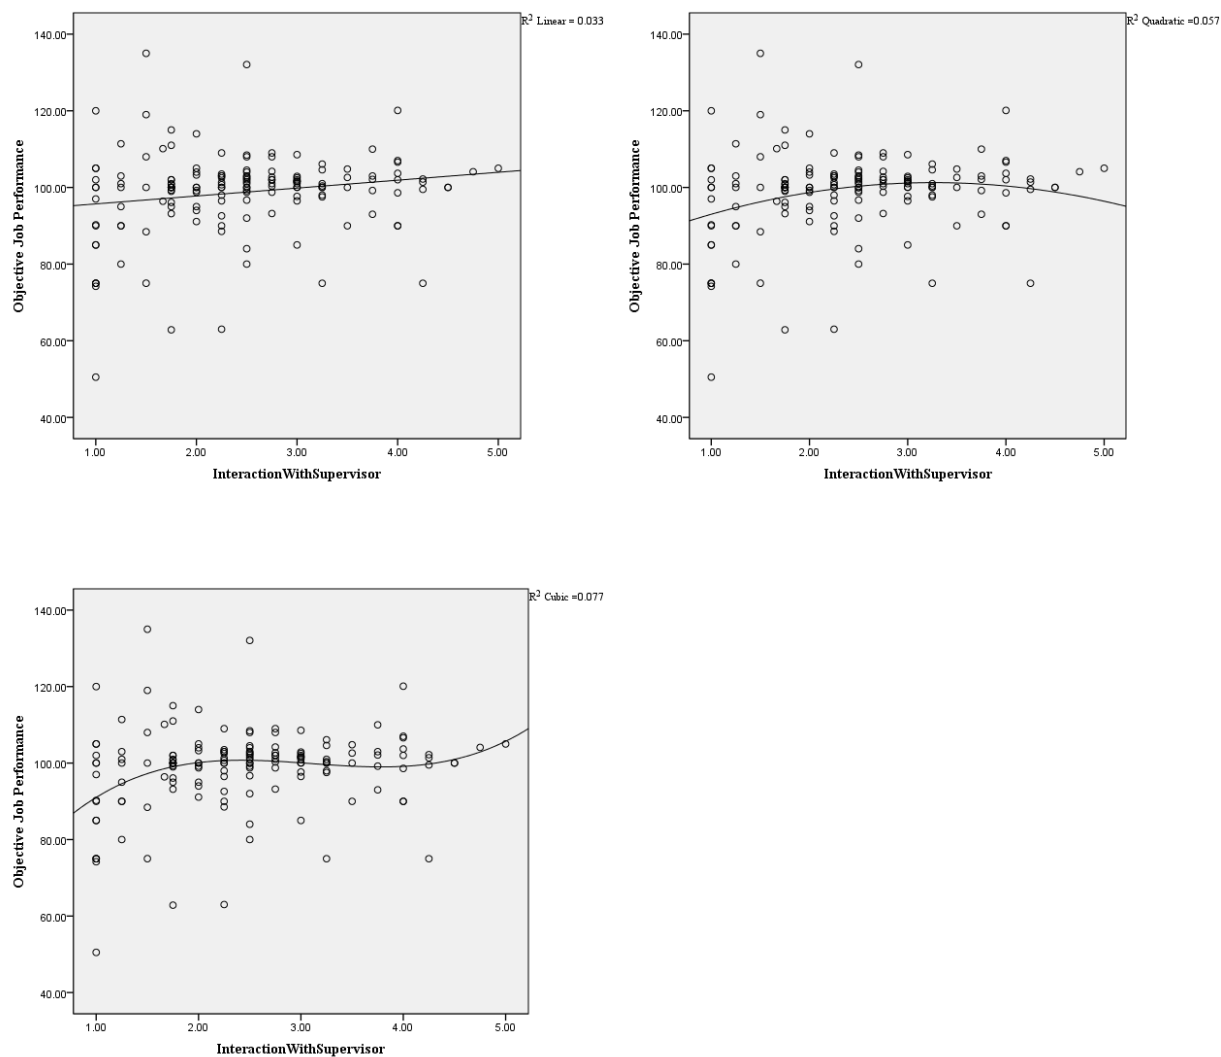 R² Linear = 0.033
140.00
120.00
100.00
80.00
60.00
40.00
Objective Job Performance
1.00 2.00 3.00 4.00 5.00
InteractionWithSupervisor
R² Quadratic =0.057
140.00
120.00
100.00
80.00
60.00
40.00
Objective Job Performance
1.00 2.00 3.00 4.00 5.00
InteractionWithSupervisor
R² Cubic =0.077
140.00
120.00
100.00
80.00
60.00
40.00
Objective Job Performance
1.00 2.00 3.00 4.00 5.00
InteractionWithSupervisor